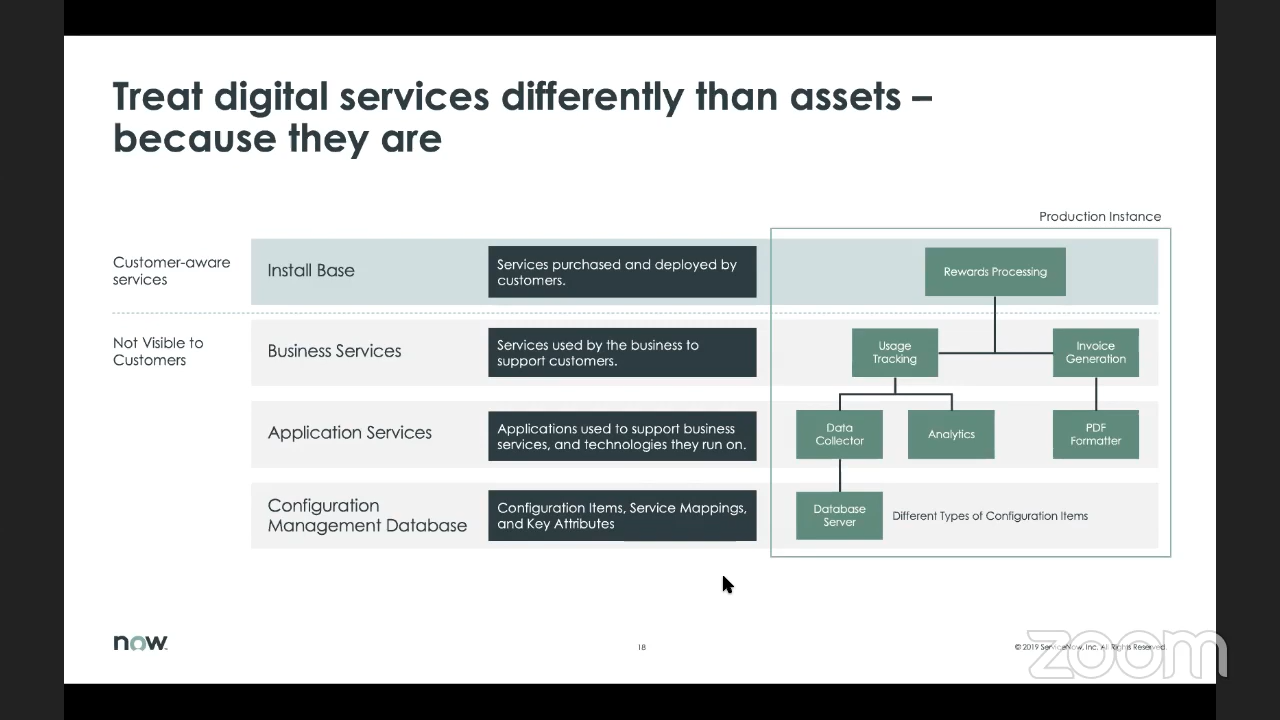 Treat digital services differently than assets –
because they are
Production Instance
Customer-aware
services
Install Base
Services purchased and deployed by
customers.
Rewards Processing
Not Visible to
Customers
Business Services
Services used by the business to
support customers.
Usage
Tracking
Invoice
Generation
Application Services
Applications used to support business
services, and technologies they run on.
Data
Collector
Analytics
PDF
Formatter
Configuration
Management Database
Configuration Items, Service Mappings,
and Key Attributes
Database
Server
Different Types of Configuration Items
now
18
© 2019 ServiceNow, Inc. All Rights Reserved.
zoom